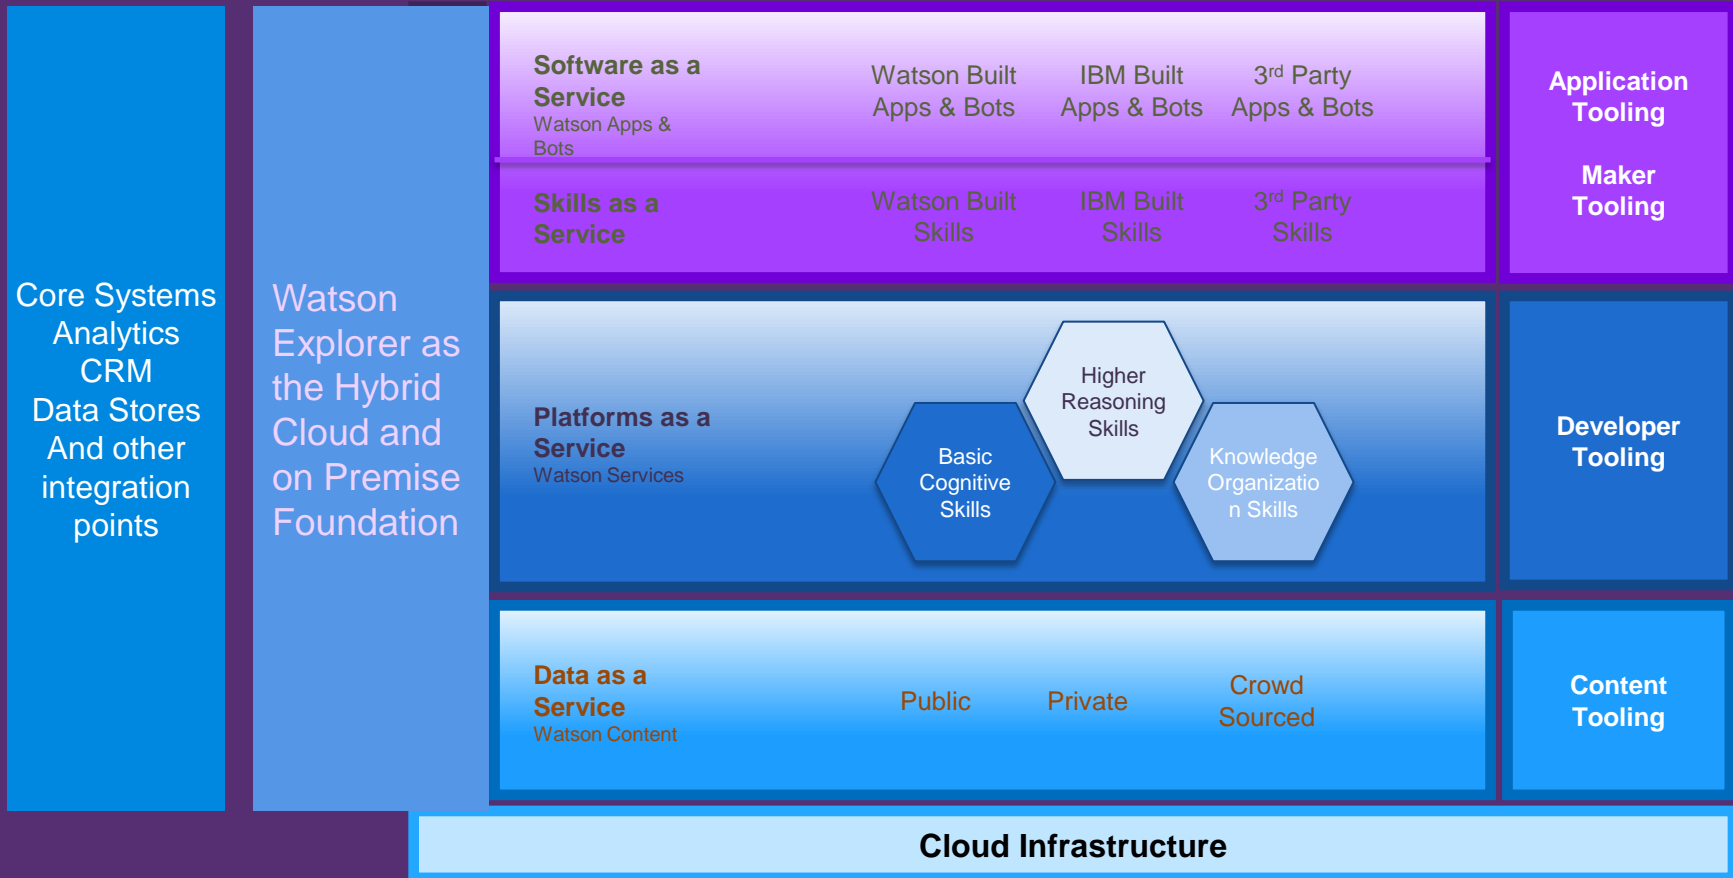 Core Systems
Analytics
CRM
Data Stores
And other
integration
points
Watson
Explorer as
the Hybrid
Cloud and
on Premise
Foundation
Software as a
Service
Watson Apps &
Bots
Watson Built
Apps & Bots
IBM Built
Apps & Bots
3rd Party
Apps & Bots
Skills as a
Service
Watson Built
Skills
IBM Built
Skills
3rd Party
Skills
Application
Tooling
Maker
Tooling
Platforms as a
Service
Watson Services
Basic
Cognitive
Skills
Higher
Reasoning
Skills
Knowledge
Organizatio
n Skills
Developer
Tooling
Data as a
Service
Watson Content
Public
Private
Crowd
Sourced
Content
Tooling
Cloud Infrastructure